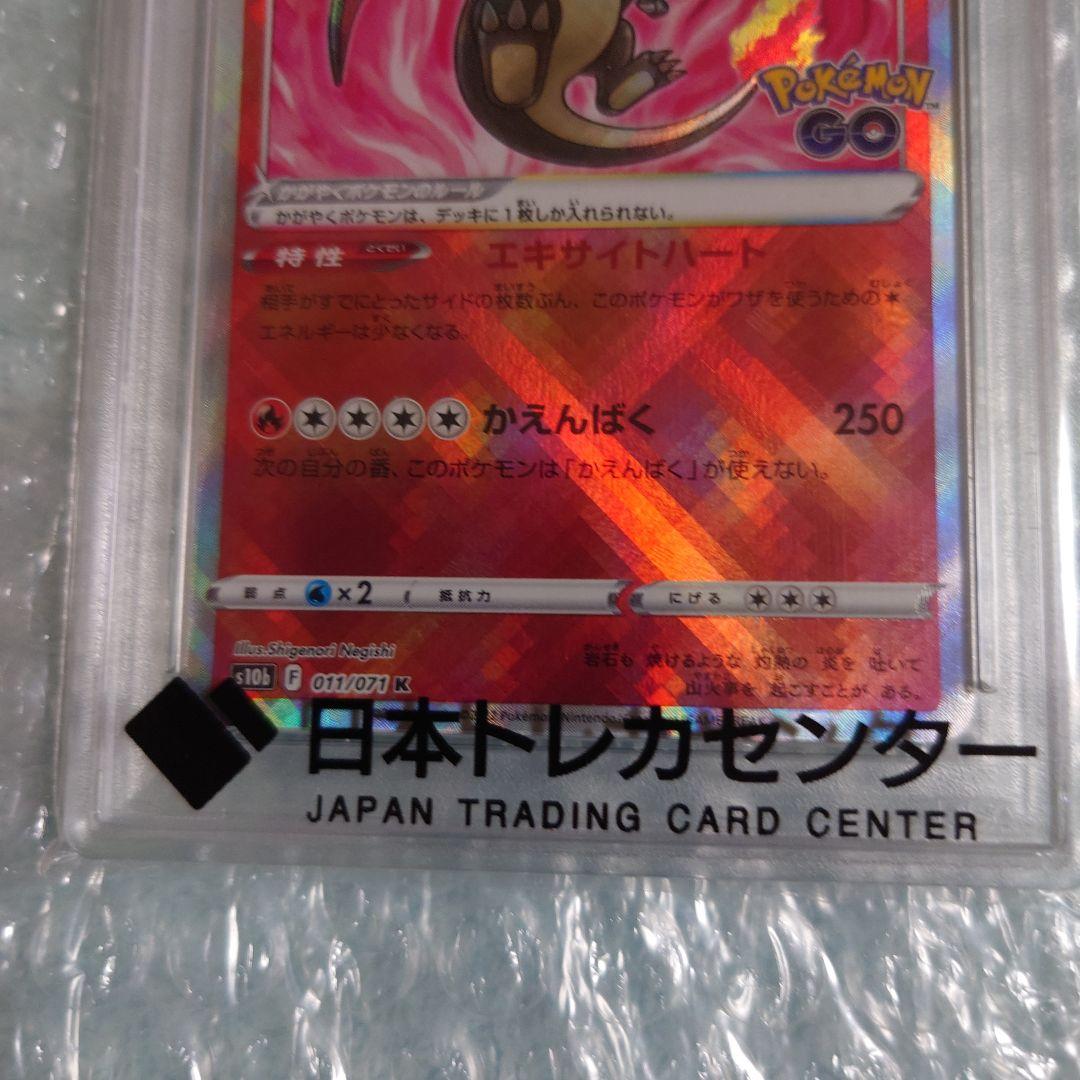 POKéMON
GO
かがやくポケモンのルール
かがやくポケモンは、デッキに1枚しか入れられない。
特性 とくせい エキサイトハート
相手がすでにとったサイドの枚数ぶん、このポケモンがワザを使うための
エネルギーは少なくなる。
かえんばく 250
次の自分の番、このポケモンは「かえんばく」が使えない。
弱点 ×2 抵抗力 にげる
Illus.Shigenori Negishi
岩石も 焼けるような 灼熱の 炎を 吐いて
山火事を 起こすことが ある。
s10b F 011/071 K
日本トレカセンター
JAPAN TRADING CARD CENTER